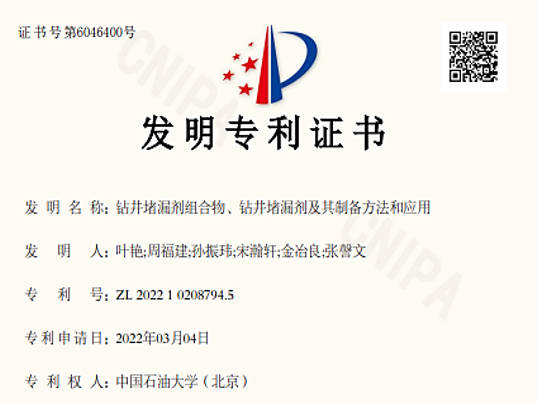 证书号第6046400号
发明专利证书
发明名称：钻井堵漏剂组合物、钻井堵漏剂及其制备方法和应用
发明人：叶艳;周福建;孙振玮;宋瀚轩;金冶良;张謦文
专利号：ZL 2022 1 0208794.5
专利申请日：2022年03月04日
专利权人：中国石油大学（北京）
CNIPA
CNIPA